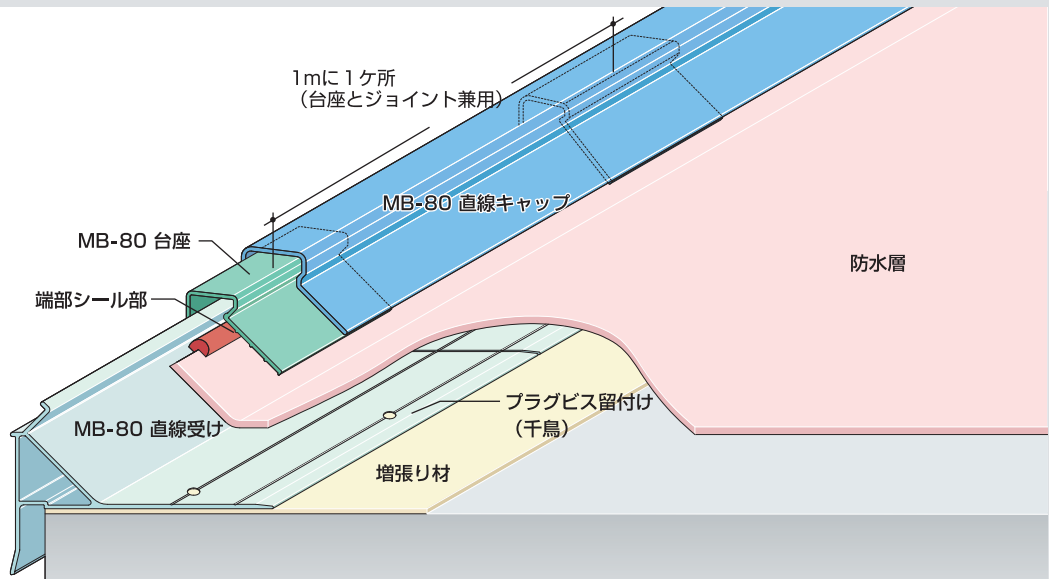 1mに1ケ所
（台座とジョイント兼用）
MB-80 直線キャップ
MB-80 台座
防水層
端部シール部
プラグビス留付け
（千鳥）
MB-80 直線受け
増張り材